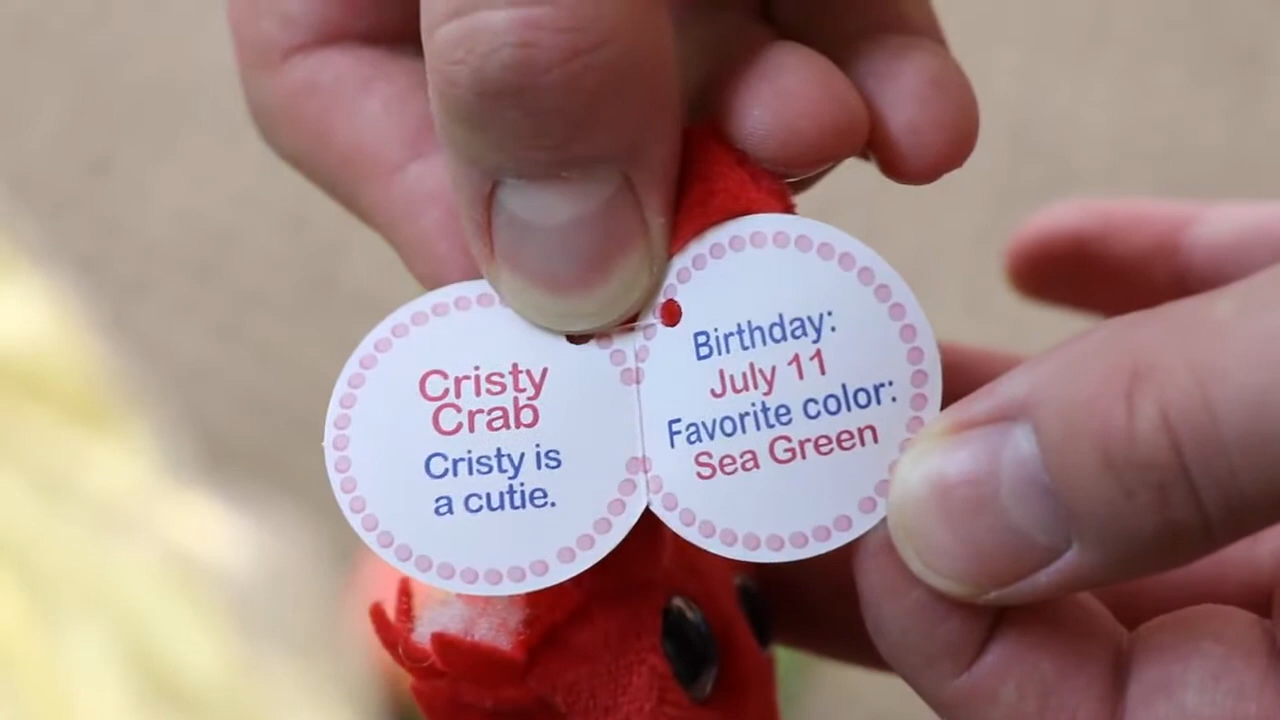 Cristy
Crab
Cristy is
a cutie.
Birthday:
July 11
Favorite color:
Sea Green